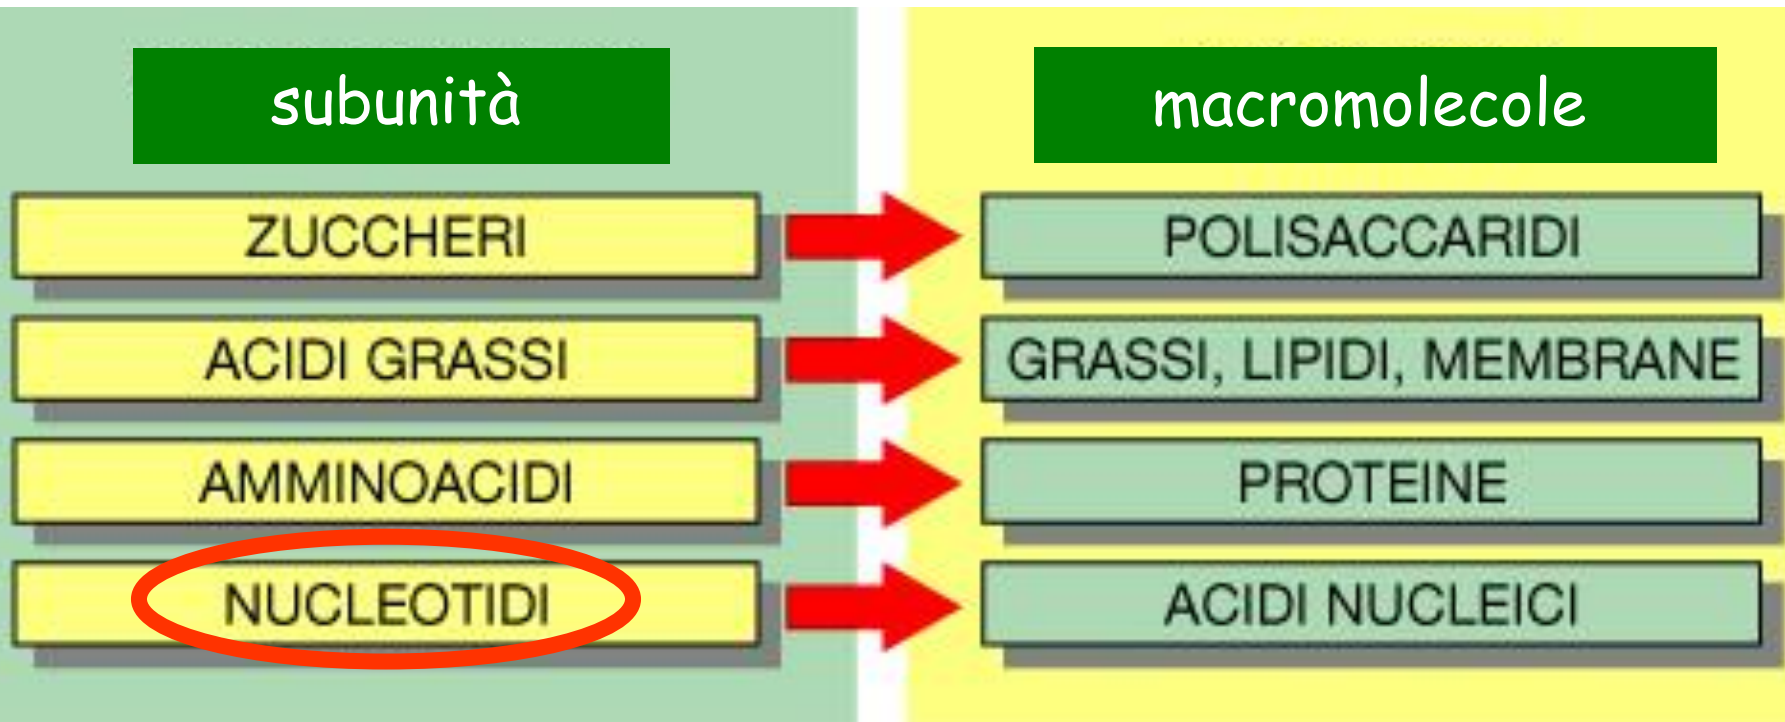 subunità
macromolecole
ZUCCHERI
POLISACCARIDI
ACIDI GRASSI
GRASSI, LIPIDI, MEMBRANE
AMMINOACIDI
PROTEINE
NUCLEOTIDI
ACIDI NUCLEICI